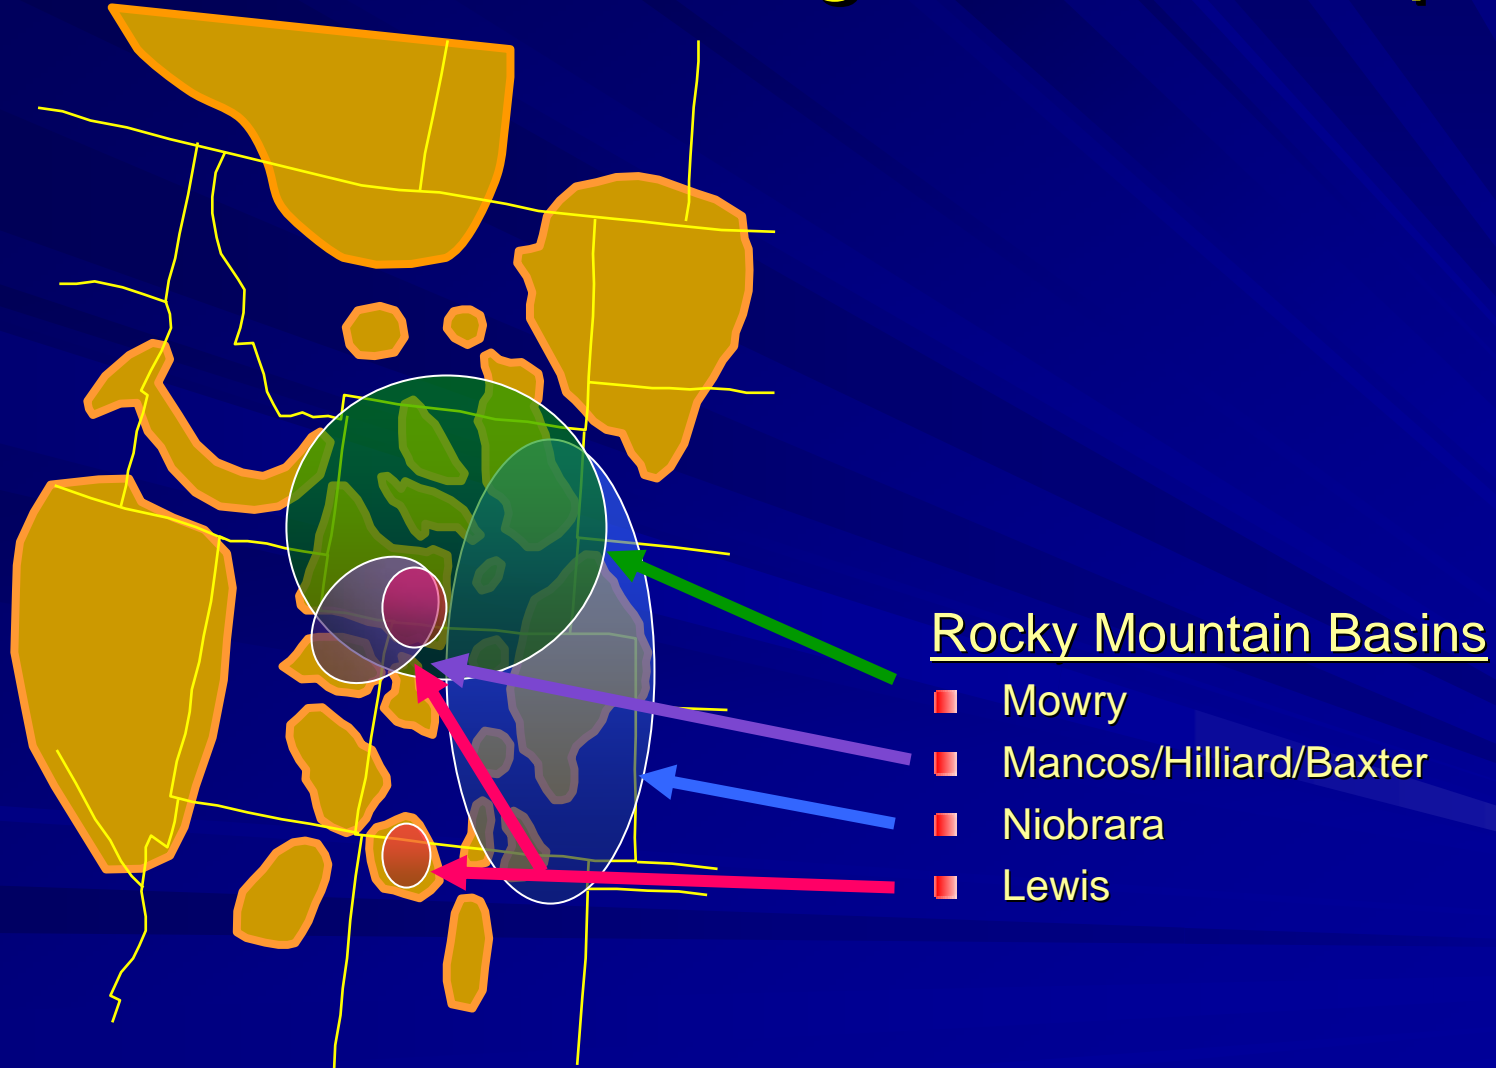 Rocky Mountain Basins
Mowry
Mancos/Hilliard/Baxter
Niobrara
Lewis